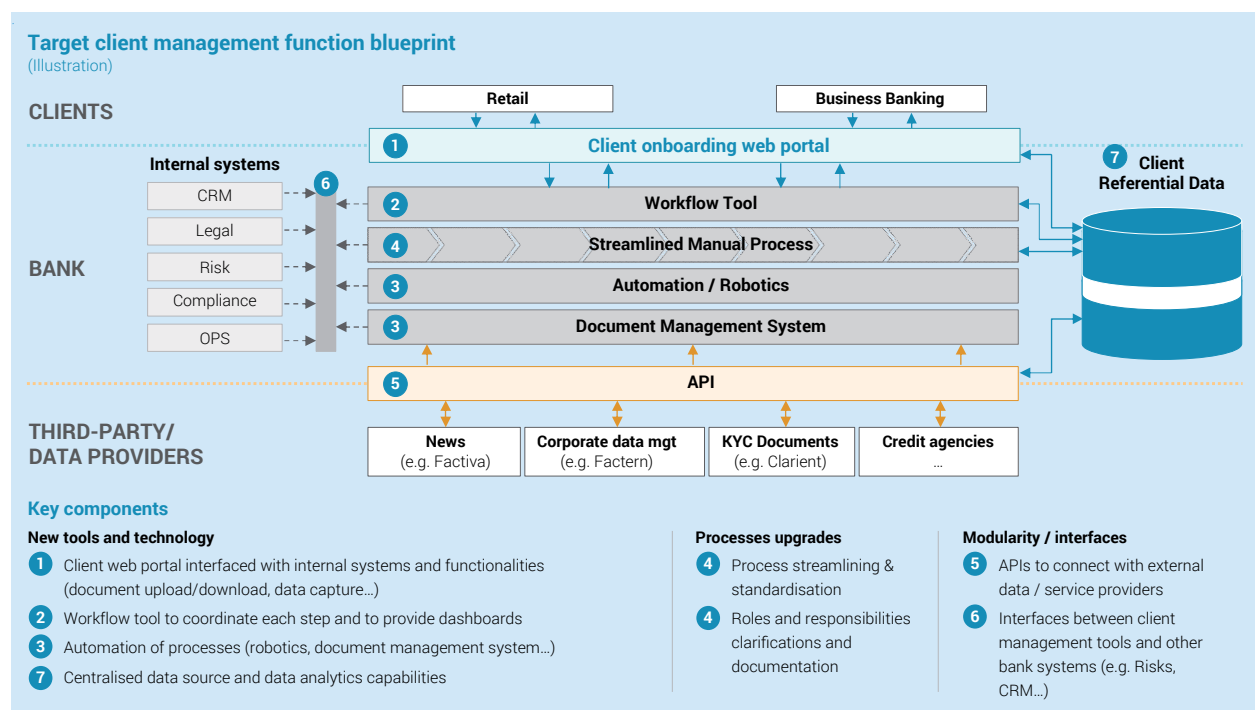 Target client management function blueprint
(Illustration)
CLIENTS
Retail
Business Banking
1
Client onboarding web portal
Internal systems
6
7
Client
Referential Data
CRM
Legal
Risk
Compliance
OPS
BANK
2
Workflow Tool
4
Streamlined Manual Process
3
Automation / Robotics
3
Document Management System
5
API
THIRD-PARTY/
DATA PROVIDERS
News
(e.g. Factiva)
Corporate data mgt
(e.g. Factern)
KYC Documents
(e.g. Clarient)
Credit agencies
...
Key components
New tools and technology
1 Client web portal interfaced with internal systems and functionalities
(document upload/download, data capture...)
2 Workflow tool to coordinate each step and to provide dashboards
3 Automation of processes (robotics, document management system...)
7 Centralised data source and data analytics capabilities
Processes upgrades
4 Process streamlining &
standardisation
4 Roles and responsibilities
clarifications and
documentation
Modularity / interfaces
5 APIs to connect with external
data / service providers
6 Interfaces between client
management tools and other
bank systems (e.g. Risks,
CRM...)